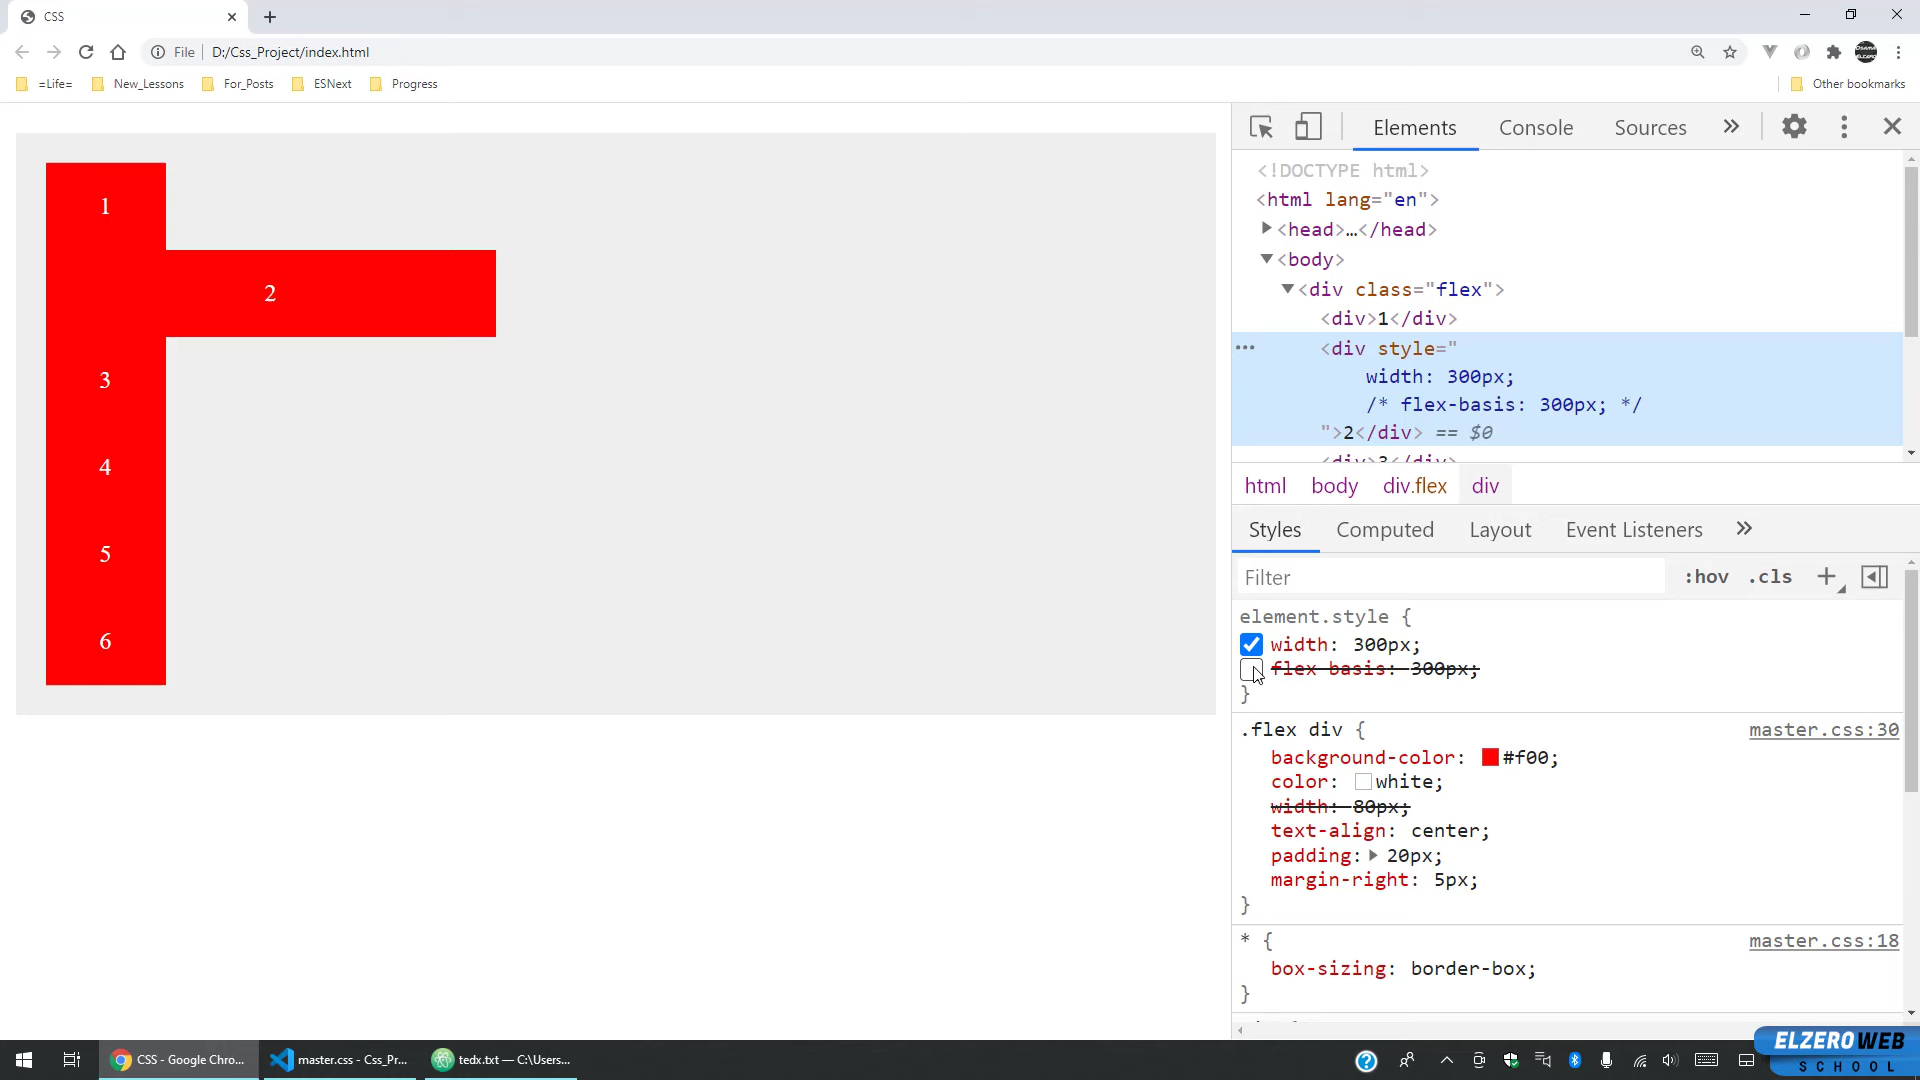 CSS
File
D:/Css_Project/index.html
=Life=
New_Lessons
For_Posts
ESNext
Progress
Other bookmarks
1
2
3
4
5
6
Elements
Console
Sources
<!DOCTYPE html>
<html lang="en">
<head>…</head>
<body>
<div class="flex">
<div>1</div>
<div style="
width: 300px;
/* flex-basis: 300px; */
">2</div> == $0
<div>3</div>
html
body
div.flex
div
Styles
Computed
Layout
Event Listeners
Filter
:hov
.cls
element.style {
width: 300px;
flex-basis: 300px;
}
.flex div {
master.css:30
background-color: #f00;
color: white;
width: 80px;
text-align: center;
padding: 20px;
margin-right: 5px;
}
* {
master.css:18
box-sizing: border-box;
}
CSS - Google Chro...
master.css - Css_Pr...
tedx.txt — C:\Users...
ELZEROWEB
SCHOOL